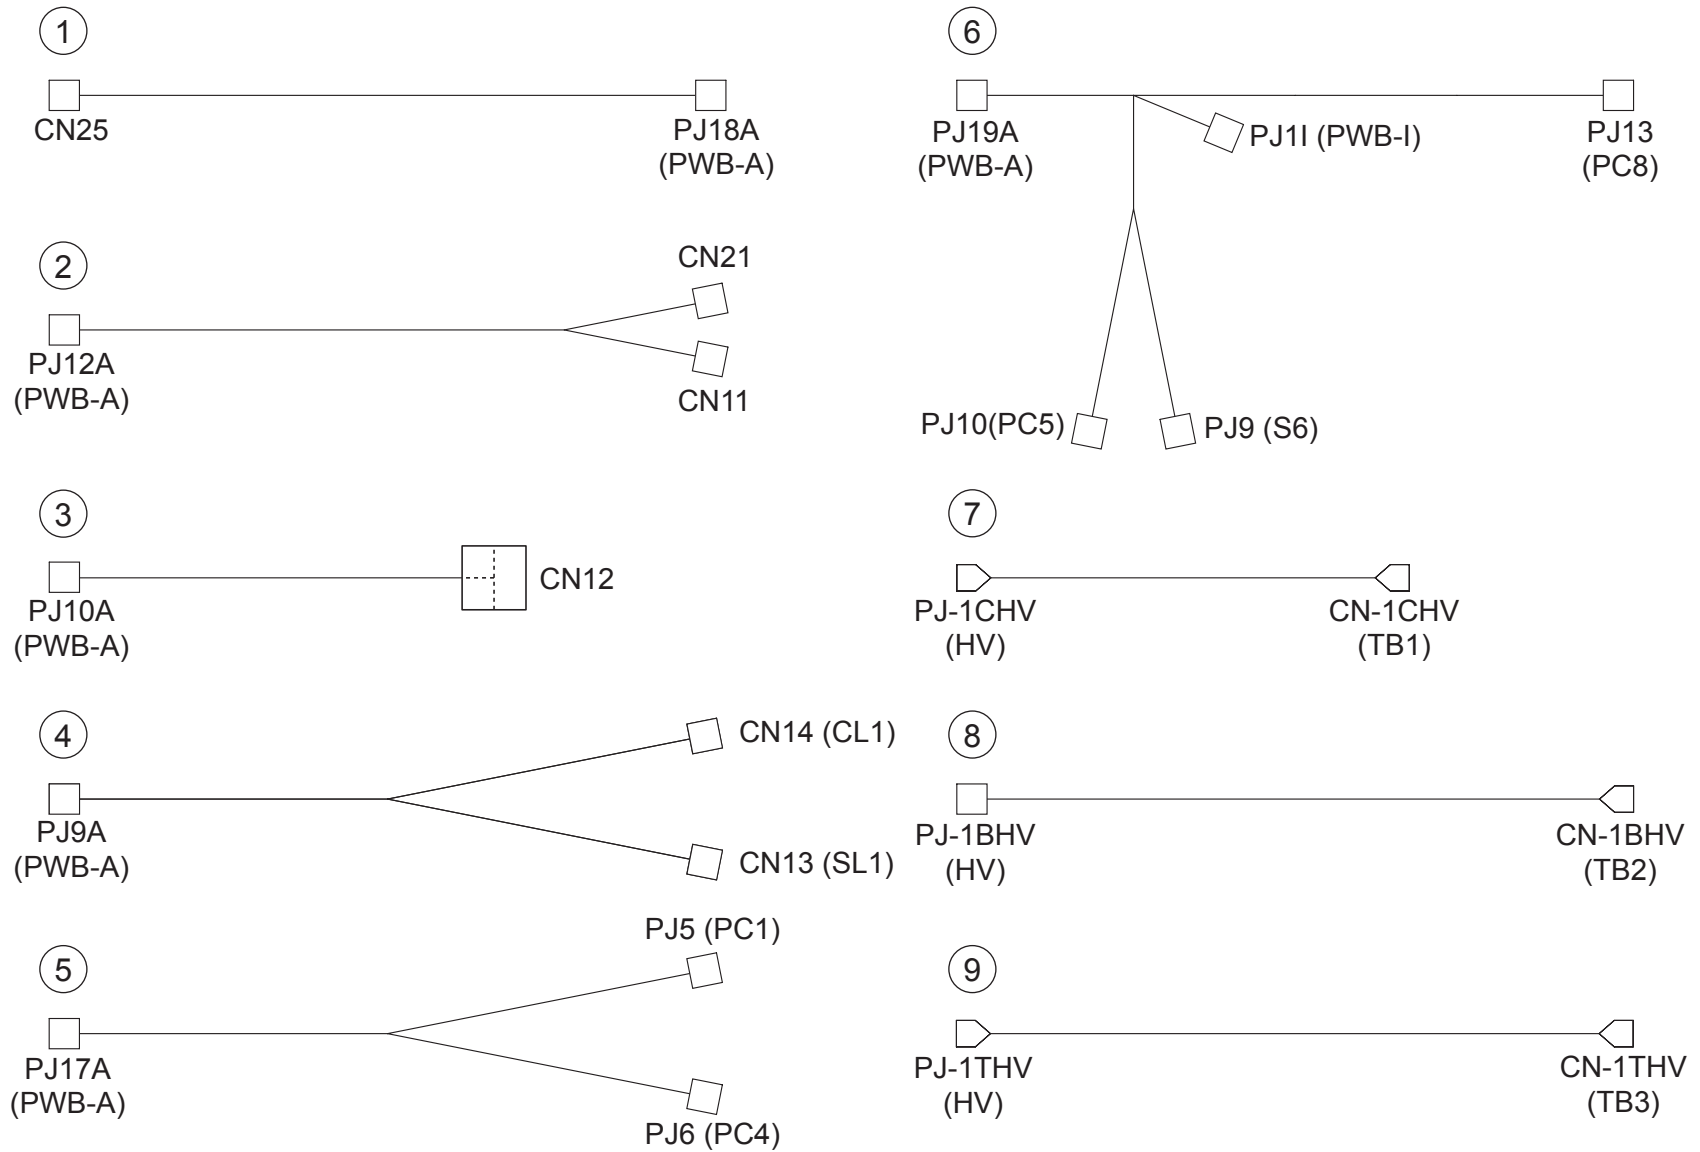 1
CN25
PJ18A
(PWB-A)
2
PJ12A
(PWB-A)
CN21
CN11
3
PJ10A
(PWB-A)
CN12
4
PJ9A
(PWB-A)
CN14 (CL1)
CN13 (SL1)
5
PJ17A
(PWB-A)
PJ5 (PC1)
PJ6 (PC4)
6
PJ19A
(PWB-A)
PJ1I (PWB-I)
PJ13
(PC8)
PJ10(PC5)
PJ9 (S6)
7
PJ-1CHV
(HV)
CN-1CHV
(TB1)
8
PJ-1BHV
(HV)
CN-1BHV
(TB2)
9
PJ-1THV
(HV)
CN-1THV
(TB3)